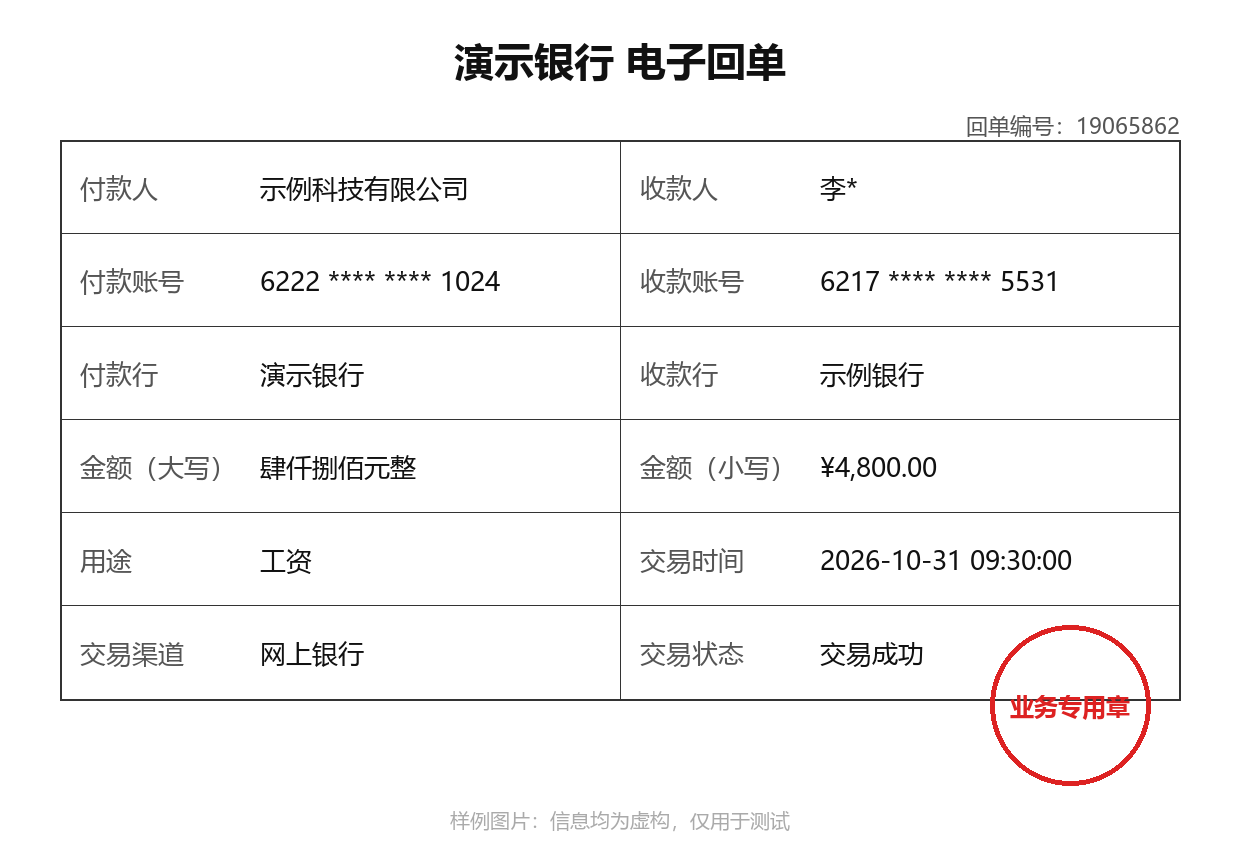 演示银行 电子回单
回单编号：19065862
付款人 示例科技有限公司 收款人 李*
付款账号 6222 **** **** 1024 收款账号 6217 **** **** 5531
付款行 演示银行 收款行 示例银行
金额（大写） 肆仟捌佰元整 金额（小写） ¥4,800.00
用途 工资 交易时间 2026-10-31 09:30:00
交易渠道 网上银行 交易状态 交易成功
业务专用章
样例图片：信息均为虚构，仅用于测试